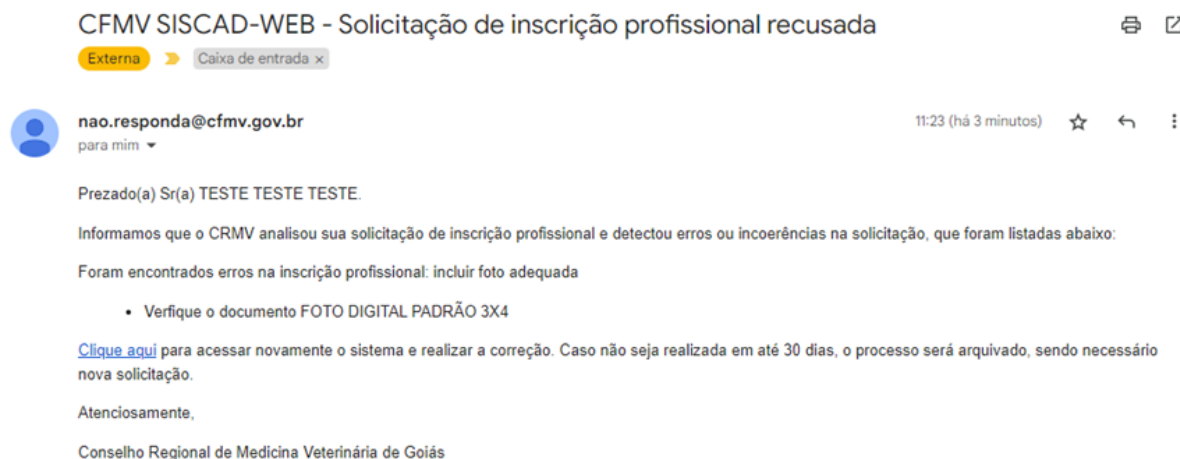 CFMV SISCAD-WEB - Solicitação de inscrição profissional recusada
Externa Caixa de entrada ×
nao.responda@cfmv.gov.br 11:23 (há 3 minutos)
para mim
Prezado(a) Sr(a) TESTE TESTE TESTE.
Informamos que o CRMV analisou sua solicitação de inscrição profissional e detectou erros ou incoerências na solicitação, que foram listadas abaixo:
Foram encontrados erros na inscrição profissional: incluir foto adequada
• Verfique o documento FOTO DIGITAL PADRÃO 3X4
Clique aqui para acessar novamente o sistema e realizar a correção. Caso não seja realizada em até 30 dias, o processo será arquivado, sendo necessário
nova solicitação.
Atenciosamente,
Conselho Regional de Medicina Veterinária de Goiás